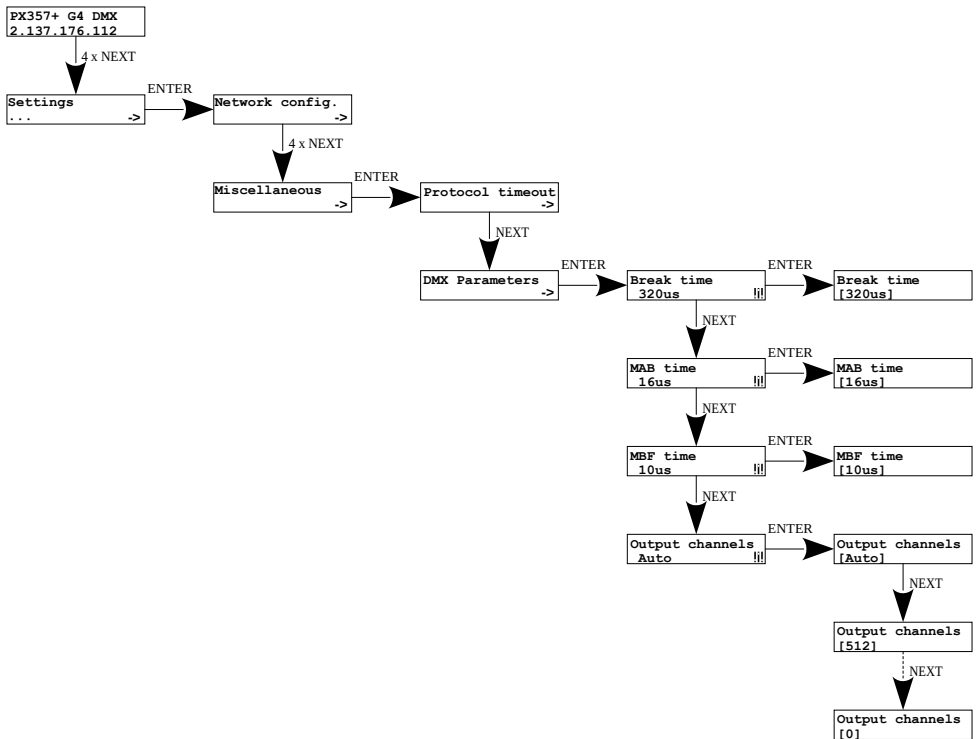 PX357+ G4 DMX
2.137.176.112
4 x NEXT
Settings
... ->
ENTER
Network config.
->
4 x NEXT
Miscellaneous
->
ENTER
Protocol timeout
->
NEXT
DMX Parameters
->
ENTER
Break time
320us
ENTER
Break time
[320us]
NEXT
MAB time
16us
ENTER
MAB time
[16us]
NEXT
MBF time
10us
ENTER
MBF time
[10us]
NEXT
Output channels
Auto
ENTER
Output channels
[Auto]
NEXT
Output channels
[512]
NEXT
Output channels
[0]